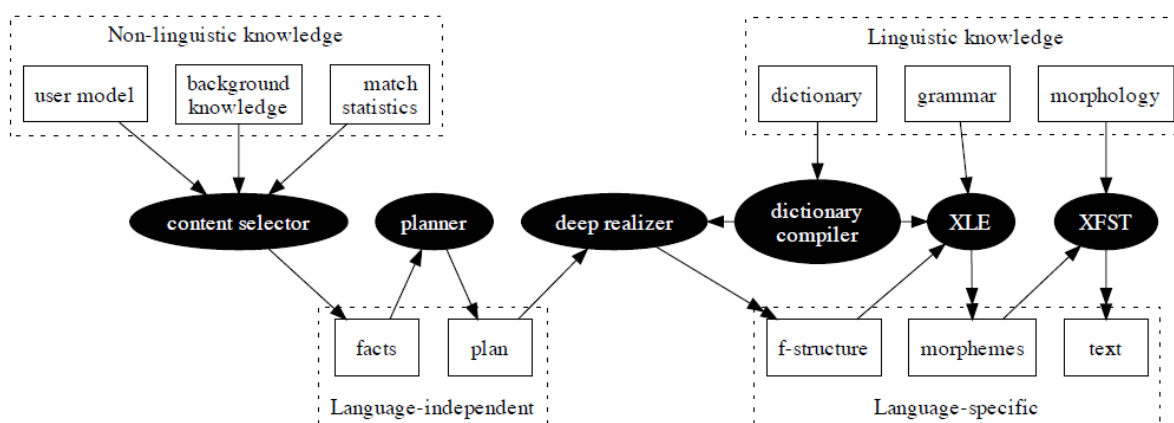 Non-linguistic knowledge
user model
background
knowledge
match
statistics
Linguistic knowledge
dictionary
grammar
morphology
content selector
planner
deep realizer
dictionary
compiler
XLE
XFST
facts
plan
Language-independent
f-structure
morphemes
text
Language-specific